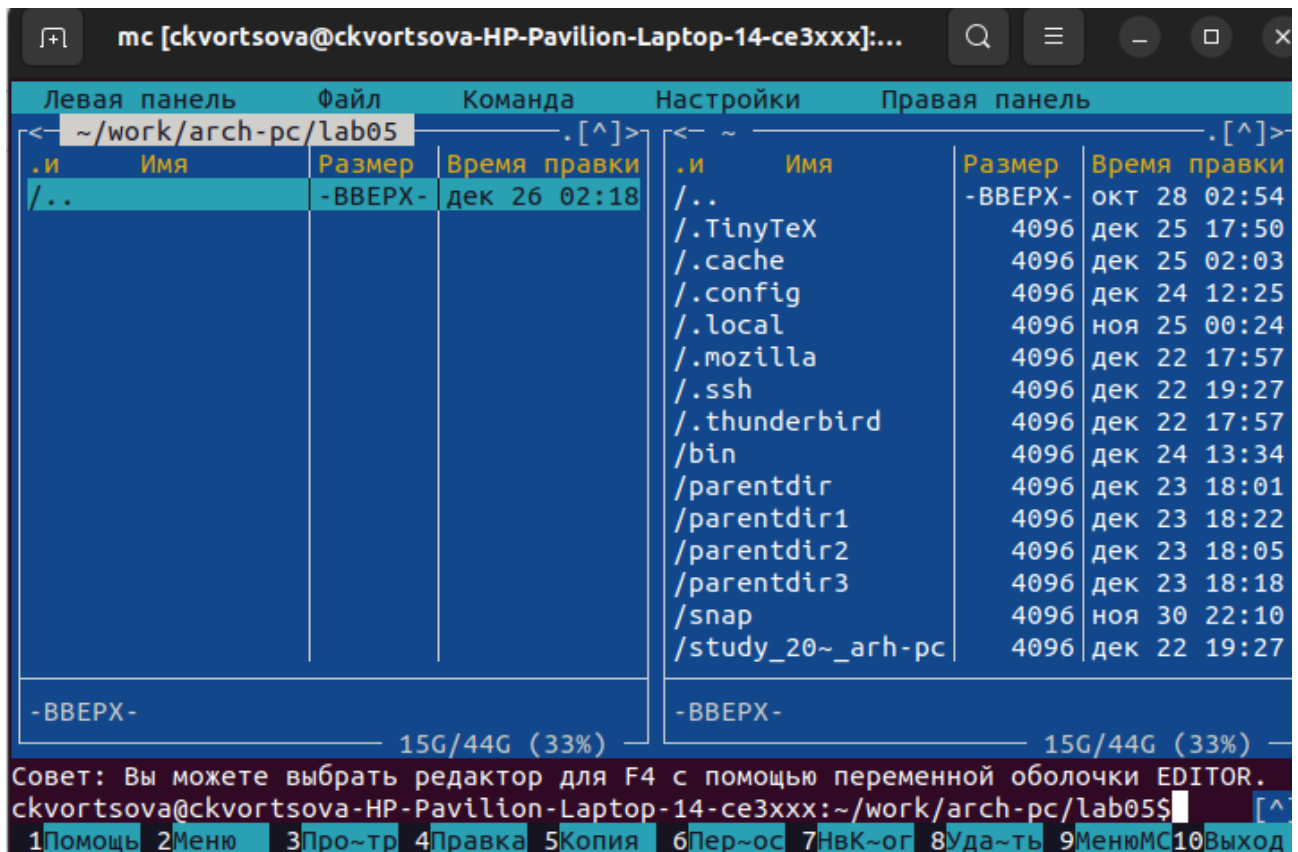 mc [ckvortsova@ckvortsova-HP-Pavilion-Laptop-14-ce3xxx]:...
Левая панель Файл Команда Настройки Правая панель
<─ ~/work/arch-pc/lab05 ─.[^]>
.и Имя Размер Время правки
/.. -ВВЕРХ- дек 26 02:18
-ВВЕРХ-
15G/44G (33%)
<─ ~ ─.[^]>
.и Имя Размер Время правки
/.. -ВВЕРХ- окт 28 02:54
/.TinyTeX 4096 дек 25 17:50
/.cache 4096 дек 25 02:03
/.config 4096 дек 24 12:25
/.local 4096 ноя 25 00:24
/.mozilla 4096 дек 22 17:57
/.ssh 4096 дек 22 19:27
/.thunderbird 4096 дек 22 17:57
/bin 4096 дек 24 13:34
/parentdir 4096 дек 23 18:01
/parentdir1 4096 дек 23 18:22
/parentdir2 4096 дек 23 18:05
/parentdir3 4096 дек 23 18:18
/snap 4096 ноя 30 22:10
/study_20~_arh-pc 4096 дек 22 19:27
-ВВЕРХ-
15G/44G (33%)
Совет: Вы можете выбрать редактор для F4 с помощью переменной оболочки EDITOR.
ckvortsova@ckvortsova-HP-Pavilion-Laptop-14-ce3xxx:~/work/arch-pc/lab05$ [^]
1Помощь 2Меню 3Про~тр 4Правка 5Копия 6Пер~ос 7НвК~ог 8Уда~ть 9МенюМС 10Выход